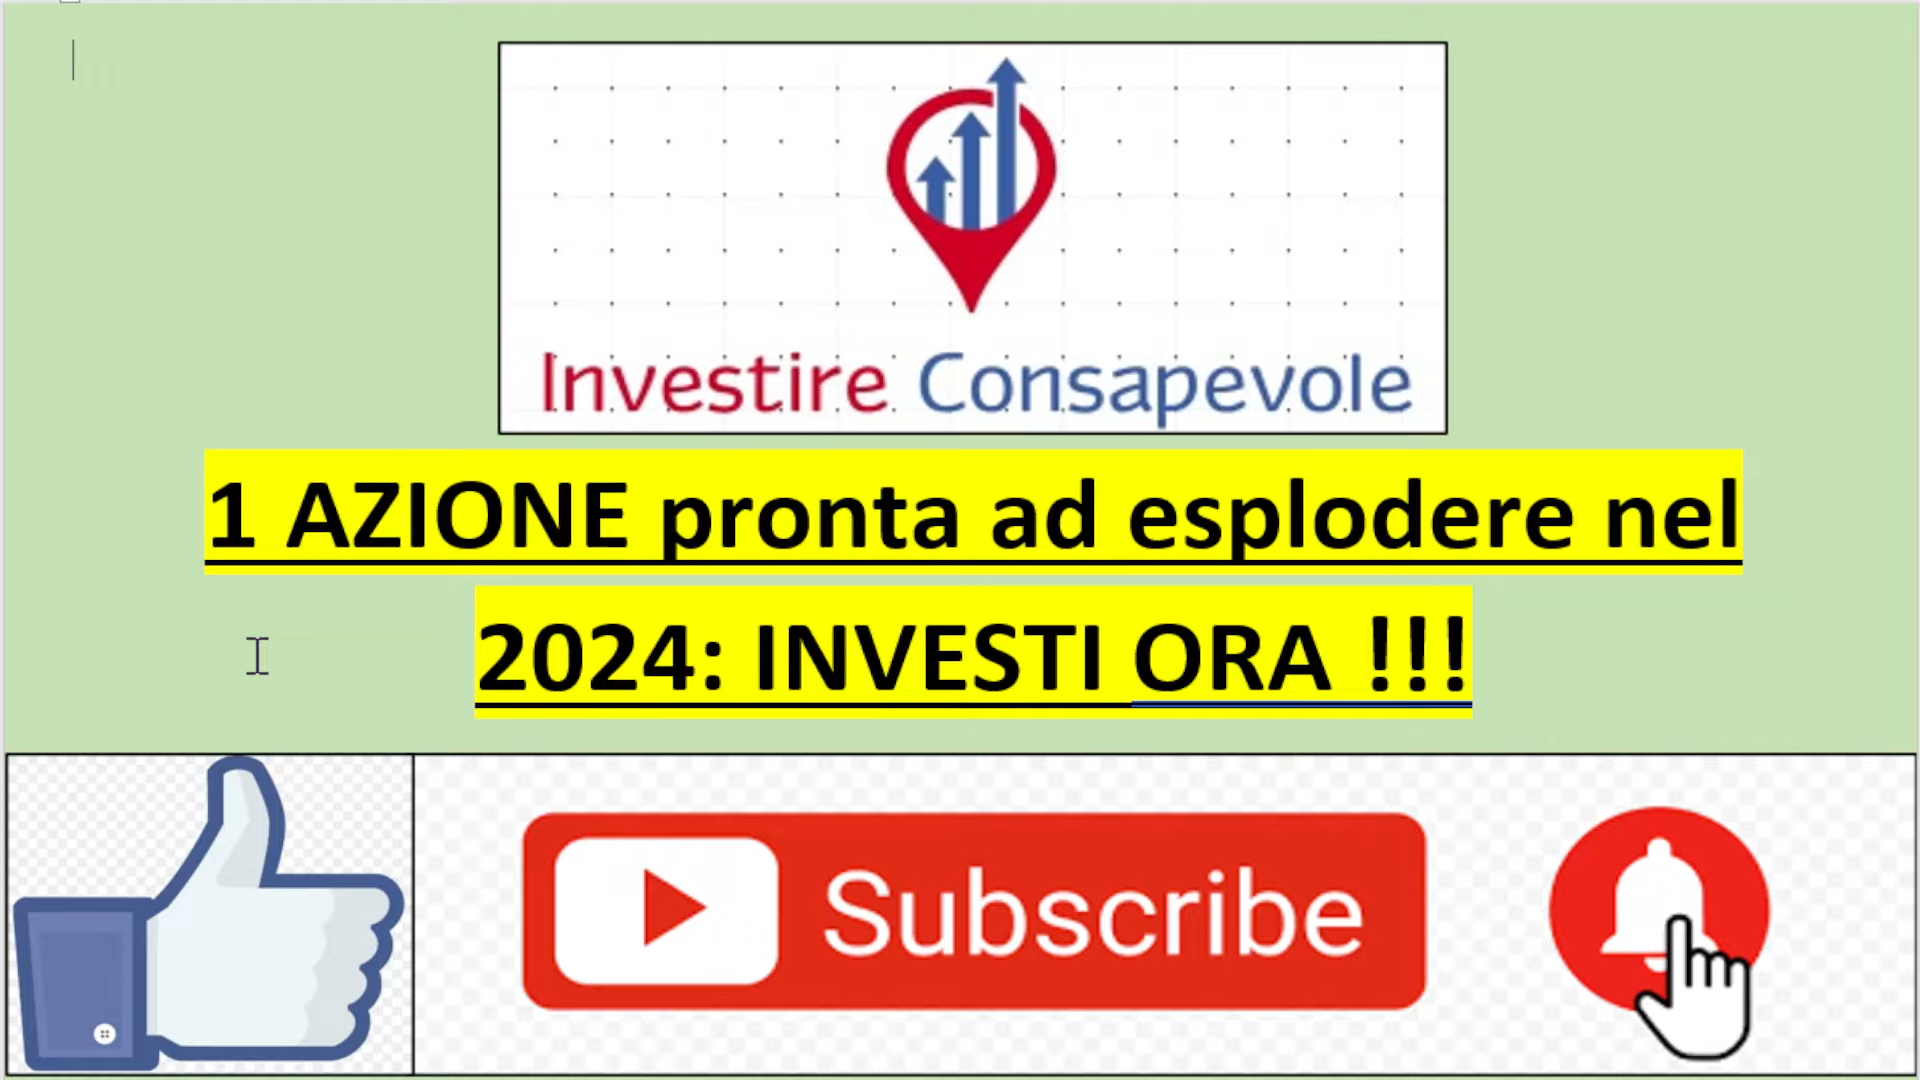 Investire Consapevole
1 AZIONE pronta ad esplodere nel
2024: INVESTI ORA !!!
Subscribe